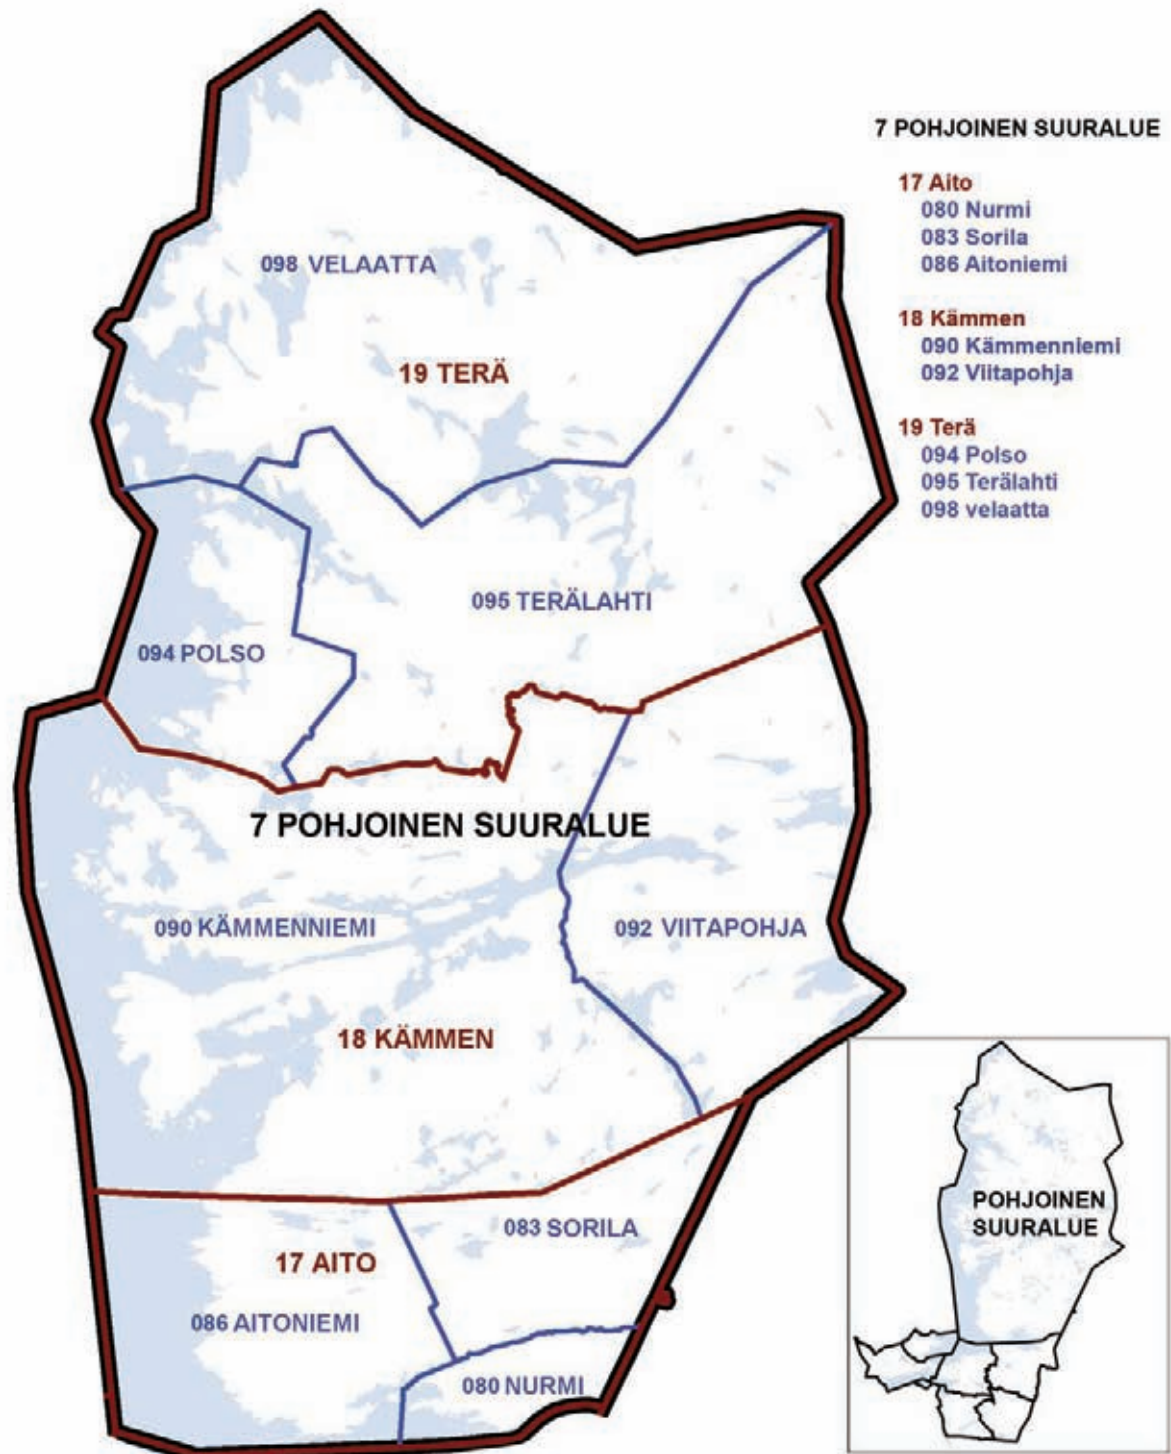 7 POHJOINEN SUURALUE
17 Aito
080 Nurmi
083 Sorila
086 Aitoniemi
18 Kämmen
090 Kämmenniemi
092 Viitapohja
19 Terä
094 Polso
095 Terälahti
098 velaatta
098 VELAATTA
19 TERÄ
095 TERÄLAHTI
094 POLSO
7 POHJOINEN SUURALUE
090 KÄMMENNIEMI
092 VIITAPOHJA
18 KÄMMEN
083 SORILA
17 AITO
086 AITONIEMI
080 NURMI
POHJOINEN
SUURALUE